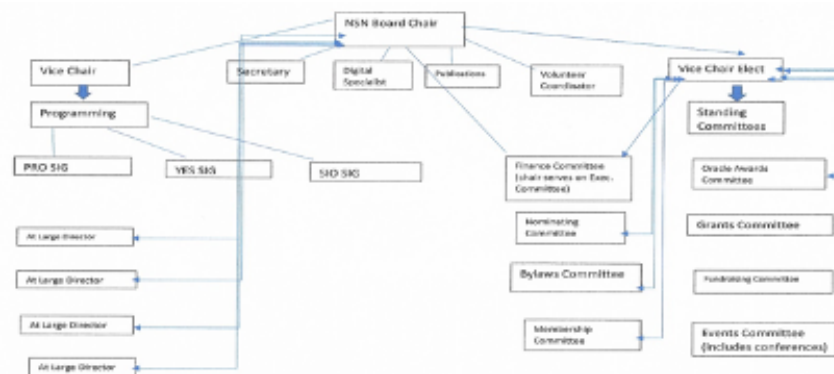 NSN Board Chair
Vice Chair
Secretary
Digital
Specialist
Publications
Volunteer
Coordinator
Vice Chair Elect
Programming
Standing
Committees
PRO SIG
YES SIG
SIO SIG
Finance Committee
(chair serves on Exec.
Committee)
Oracle Awards
Committee
Nominating
Committee
Grants Committee
At Large Director
Bylaws Committee
At Large Director
Fundraising Committee
At Large Director
Membership
Committee
Events Committee
(Includes conferences)
At Large Director